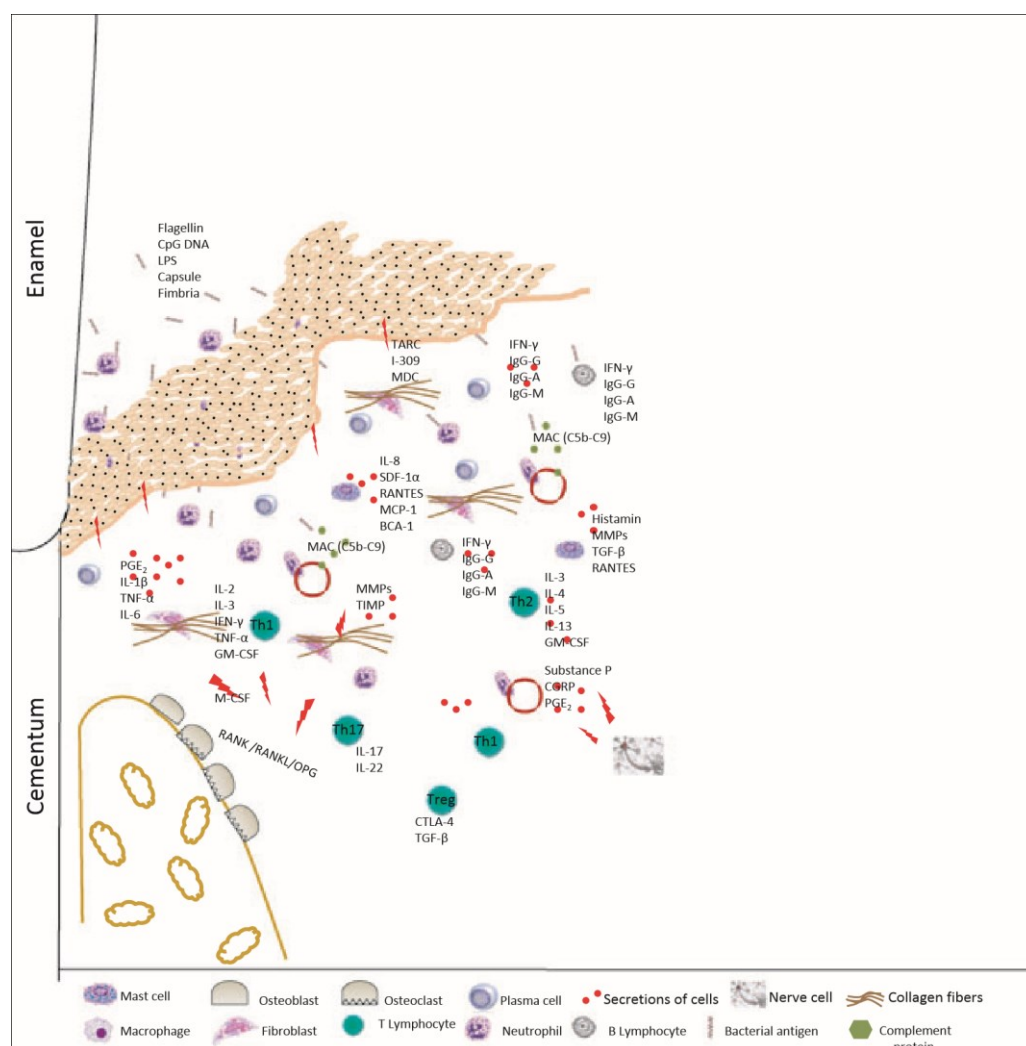 Enamel
Cementum
Flagellin
CpG DNA
LPS
Capsule
Fimbria
TARC
I-309
MDC
IFN-γ
IgG-G
IgG-A
IgG-M
IFN-γ
IgG-G
IgG-A
IgG-M
MAC (C5b-C9)
IL-8
SDF-1α
RANTES
MCP-1
BCA-1
Histamin
MMPs
TGF-β
RANTES
MAC (C5b-C9)
IFN-γ
IgG-G
IgG-A
IgG-M
PGE₂
IL-1β
TNF-α
IL-6
IL-2
IL-3
IFN-γ
TNF-α
GM-CSF
Th1
MMPs
TIMP
Th2
IL-3
IL-4
IL-5
IL-13
GM-CSF
M-CSF
RANK /RANKL/OPG
Th17
IL-17
IL-22
Substance P
CGRP
PGE₂
Th1
Treg
CTLA-4
TGF-β
Mast cell
Osteoblast
Osteoclast
Plasma cell
Secretions of cells
Nerve cell
Collagen fibers
Macrophage
Fibroblast
T Lymphocyte
Neutrophil
B Lymphocyte
Bacterial antigen
Complement
protein